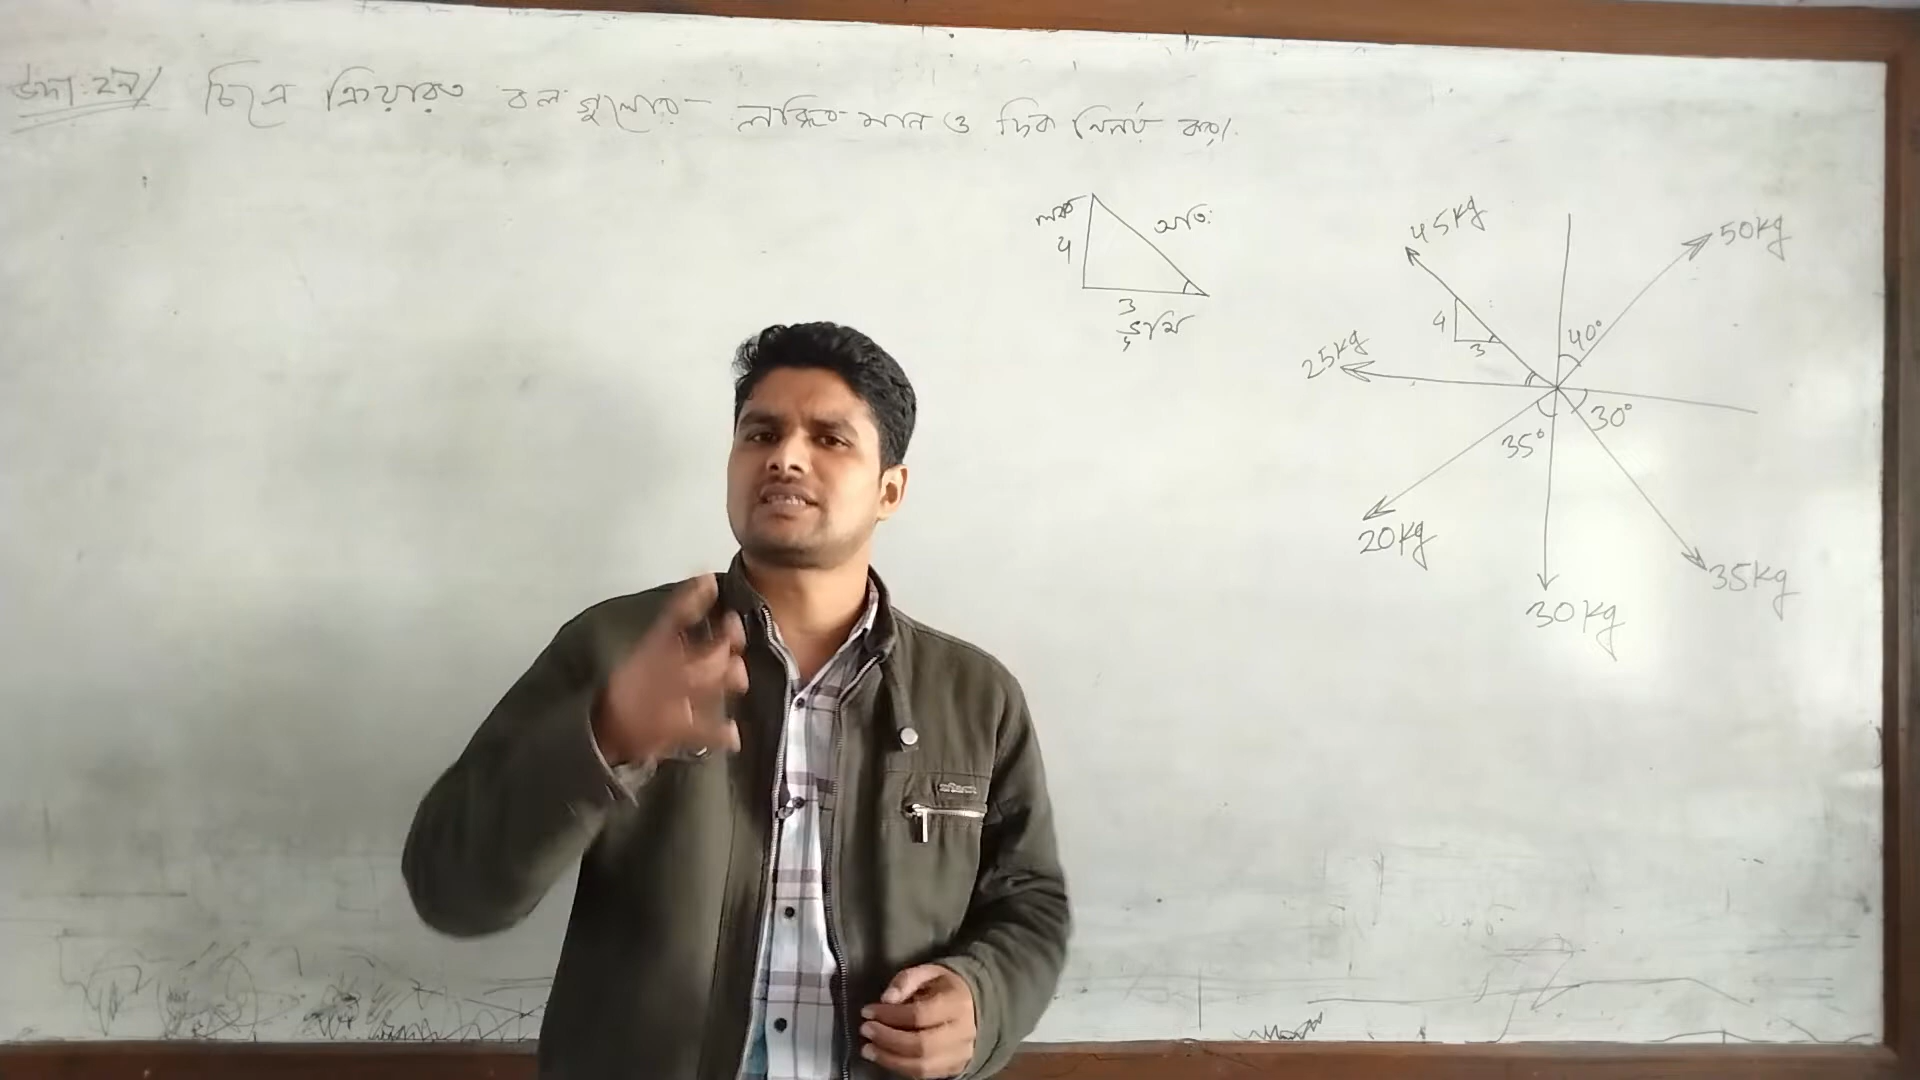 উদা: ২নং/ চিত্রে ক্রিয়ারত বল গুলোর লব্ধির মান ও দিক নির্ণয় কর।
লম্ব
4
অতি:
3
ভূমি
45kg
50kg
4
3
40°
25kg
30°
35°
20kg
35kg
30kg